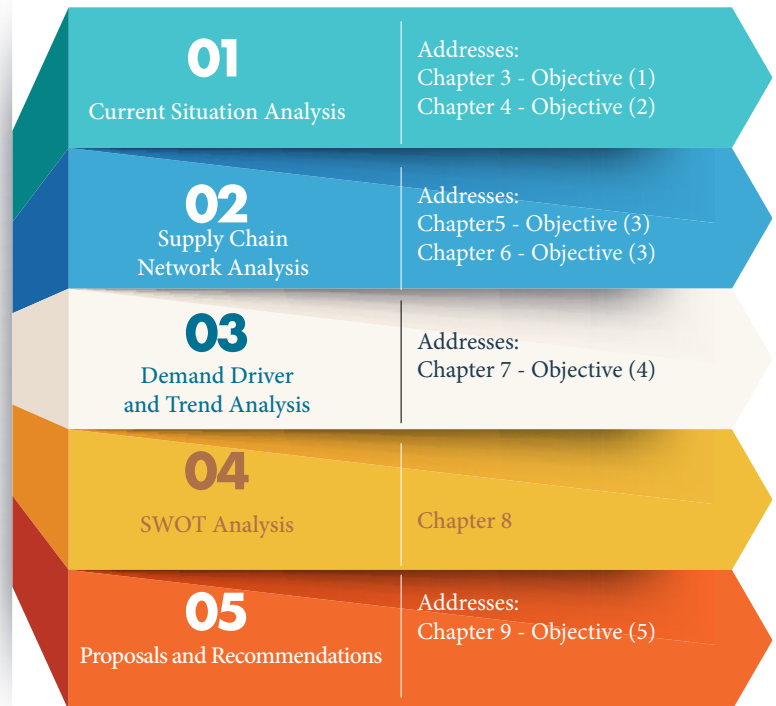 01
Current Situation Analysis
Addresses:
Chapter 3 - Objective (1)
Chapter 4 - Objective (2)
02
Supply Chain
Network Analysis
Addresses:
Chapter5 - Objective (3)
Chapter 6 - Objective (3)
03
Demand Driver
and Trend Analysis
Addresses:
Chapter 7 - Objective (4)
04
SWOT Analysis
Chapter 8
05
Proposals and Recommendations
Addresses:
Chapter 9 - Objective (5)